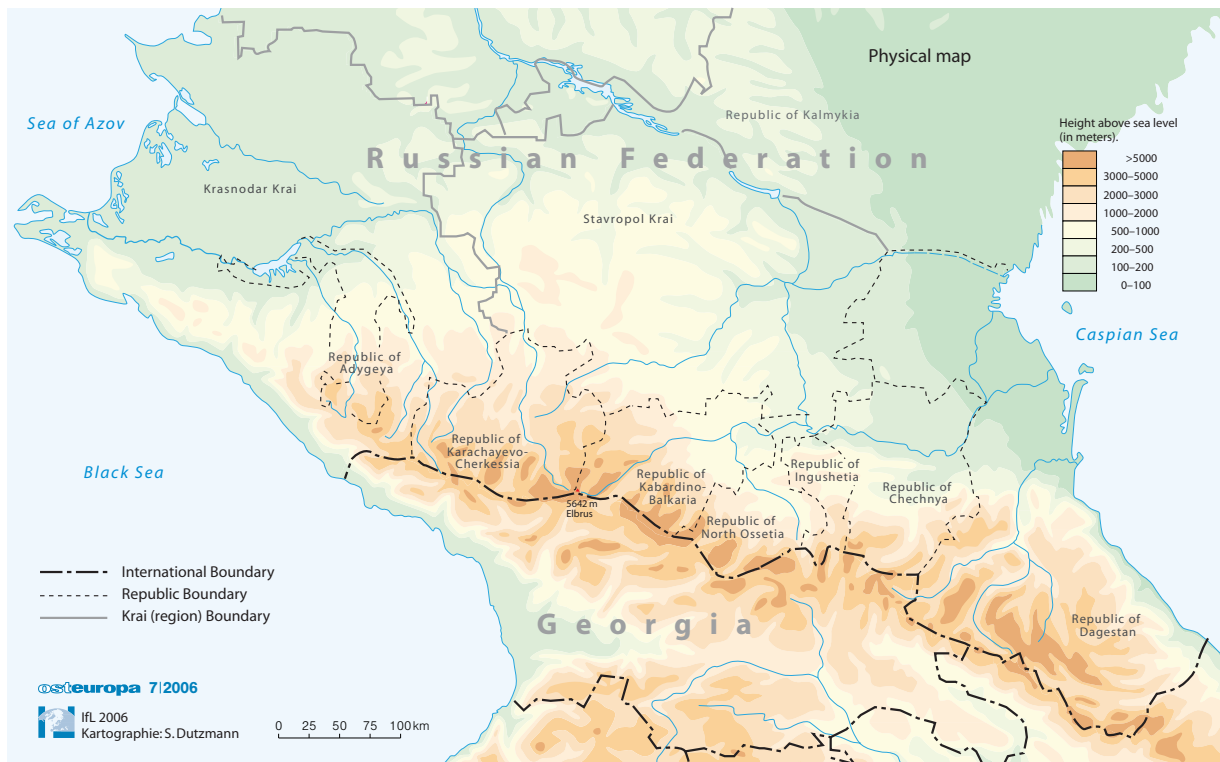 Physical map
Sea of Azov
Republic of Kalmykia
Height above sea level
(in meters).
>5000
3000–5000
2000–3000
1000–2000
500–1000
200–500
100–200
0–100
Russian Federation
Krasnodar Krai
Stavropol Krai
Caspian Sea
Republic of
Adygeya
Black Sea
Republic of
Karachayevo-
Cherkessia
Republic of
Kabardino-
Balkaria
Republic of
Ingushetia
Republic of
Chechnya
5642 m
Elbrus
Republic of
North Ossetia
International Boundary
Republic Boundary
Krai (region) Boundary
Georgia
Republic of
Dagestan
osteuropa 7|2006
IfL 2006
Kartographie: S. Dutzmann
0 25 50 75 100 km